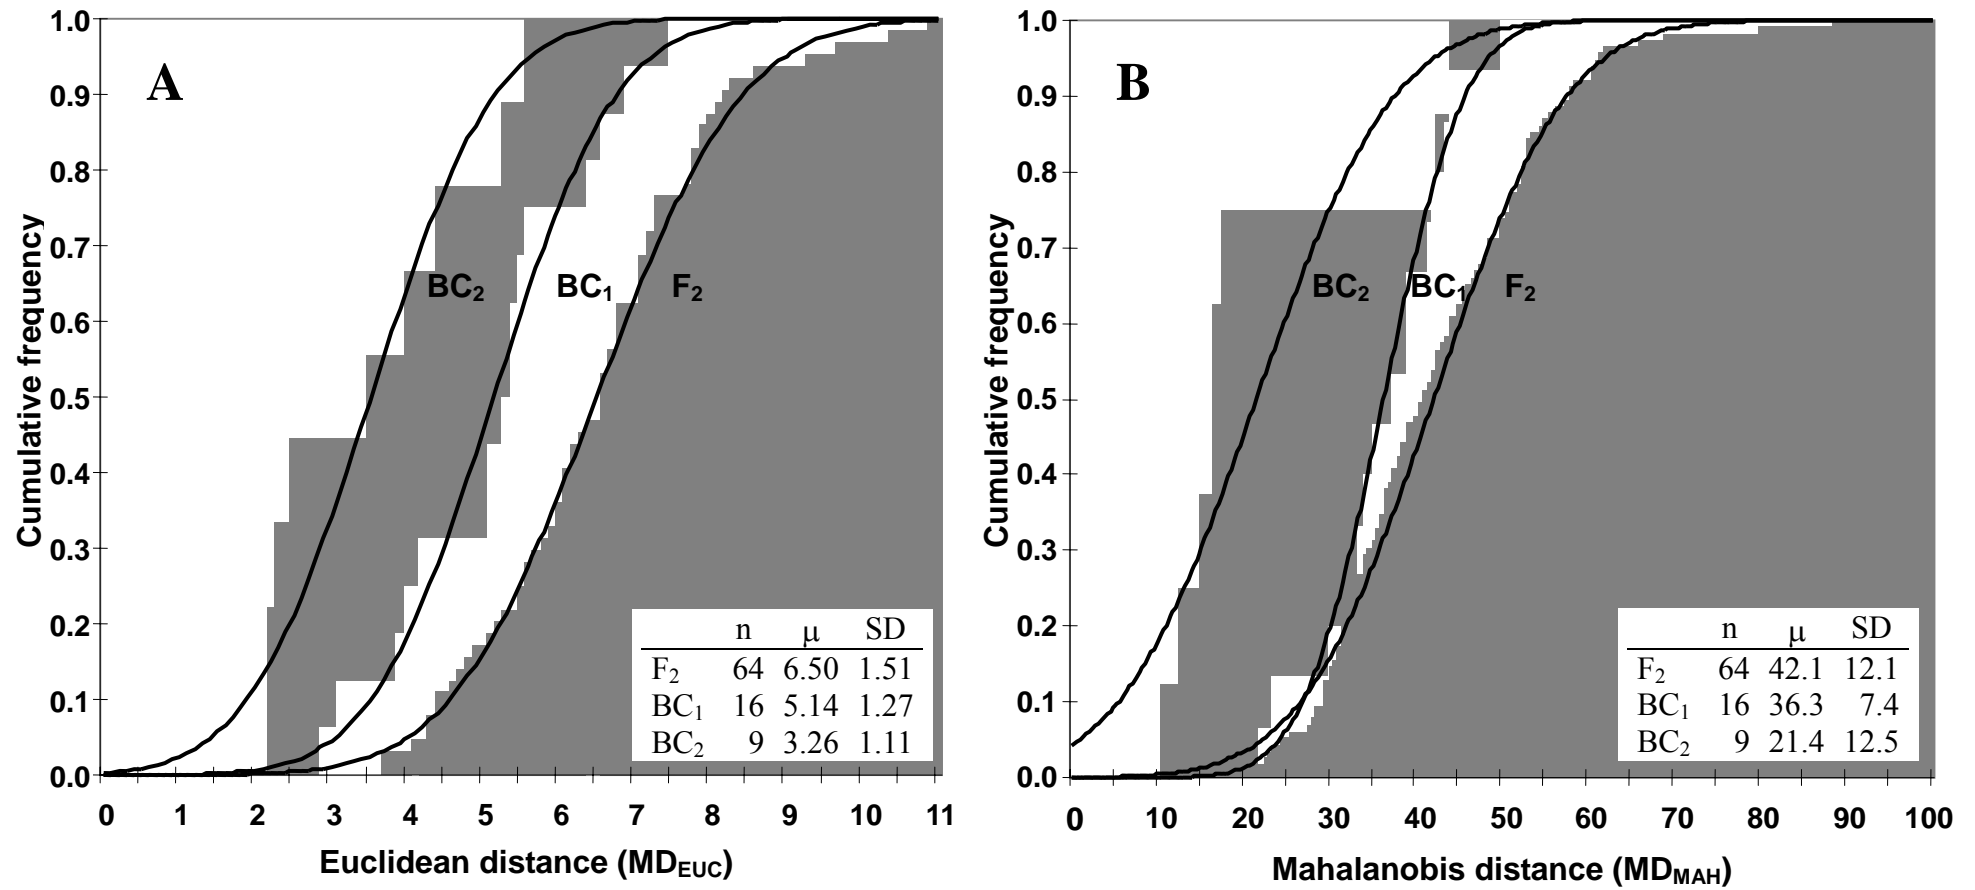 A
Cumulative frequency
1.0
0.9
0.8
0.7
0.6
0.5
0.4
0.3
0.2
0.1
0.0
BC₂ BC₁ F₂
n μ SD
F₂ 64 6.50 1.51
BC₁ 16 5.14 1.27
BC₂ 9 3.26 1.11
0 1 2 3 4 5 6 7 8 9 10 11
Euclidean distance (MD_EUC)
B
Cumulative frequency
1.0
0.9
0.8
0.7
0.6
0.5
0.4
0.3
0.2
0.1
0.0
BC₂ BC₁ F₂
n μ SD
F₂ 64 42.1 12.1
BC₁ 16 36.3 7.4
BC₂ 9 21.4 12.5
0 10 20 30 40 50 60 70 80 90 100
Mahalanobis distance (MD_MAH)